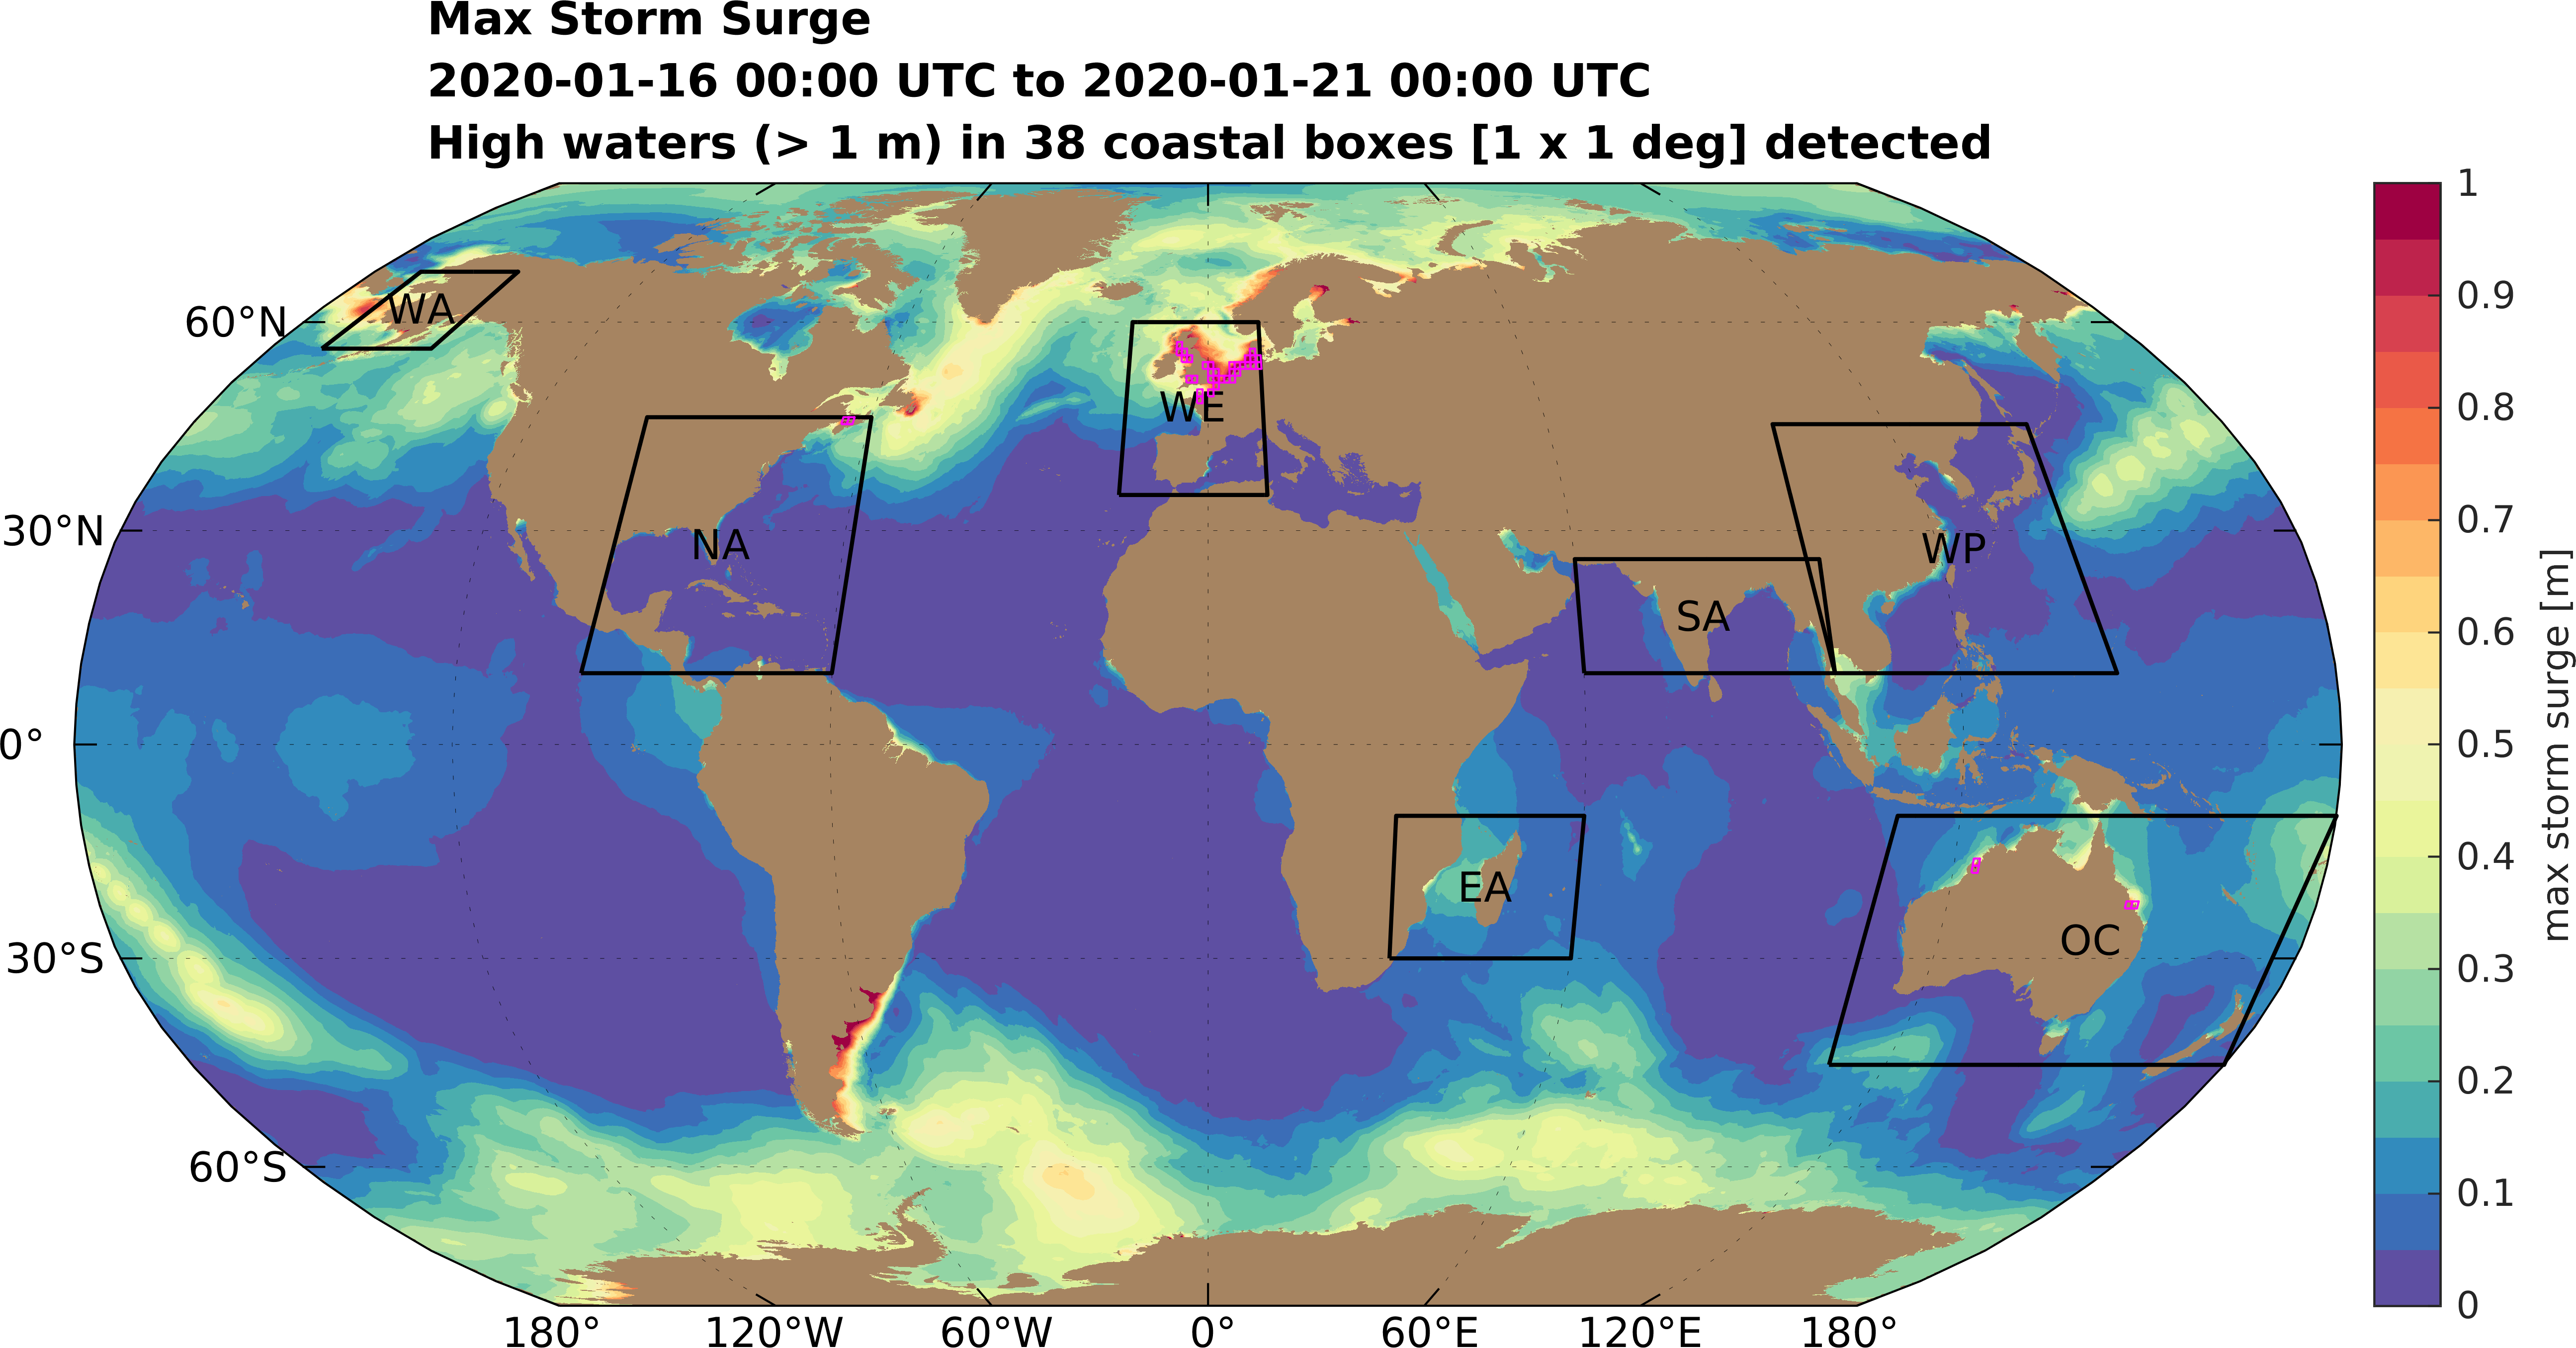 Max Storm Surge
2020-01-16 00:00 UTC to 2020-01-21 00:00 UTC
High waters (> 1 m) in 38 coastal boxes [1 x 1 deg] detected
60°N
30°N
0°
30°S
60°S
180°
120°W
60°W
0°
60°E
120°E
180°
WA
NA
WE
SA
WP
EA
OC
1
0.9
0.8
0.7
0.6
0.5
0.4
0.3
0.2
0.1
0
max storm surge [m]